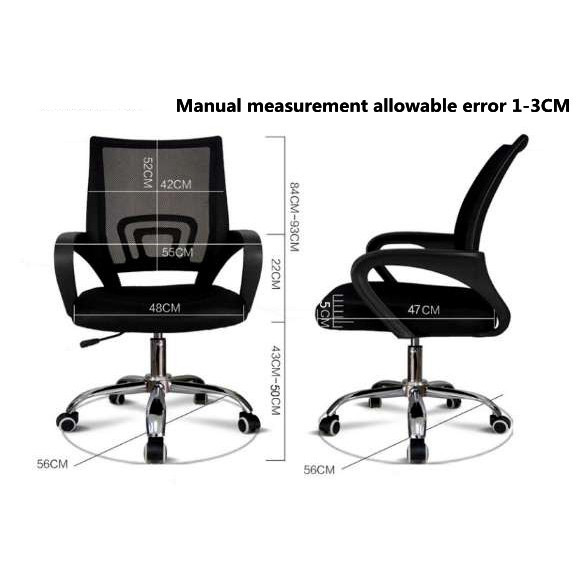 Manual measurement allowable error 1-3CM
52CM
42CM
84CM-93CM
55CM
22CM
48CM
43CM-50CM
56CM
5CM
47CM
56CM